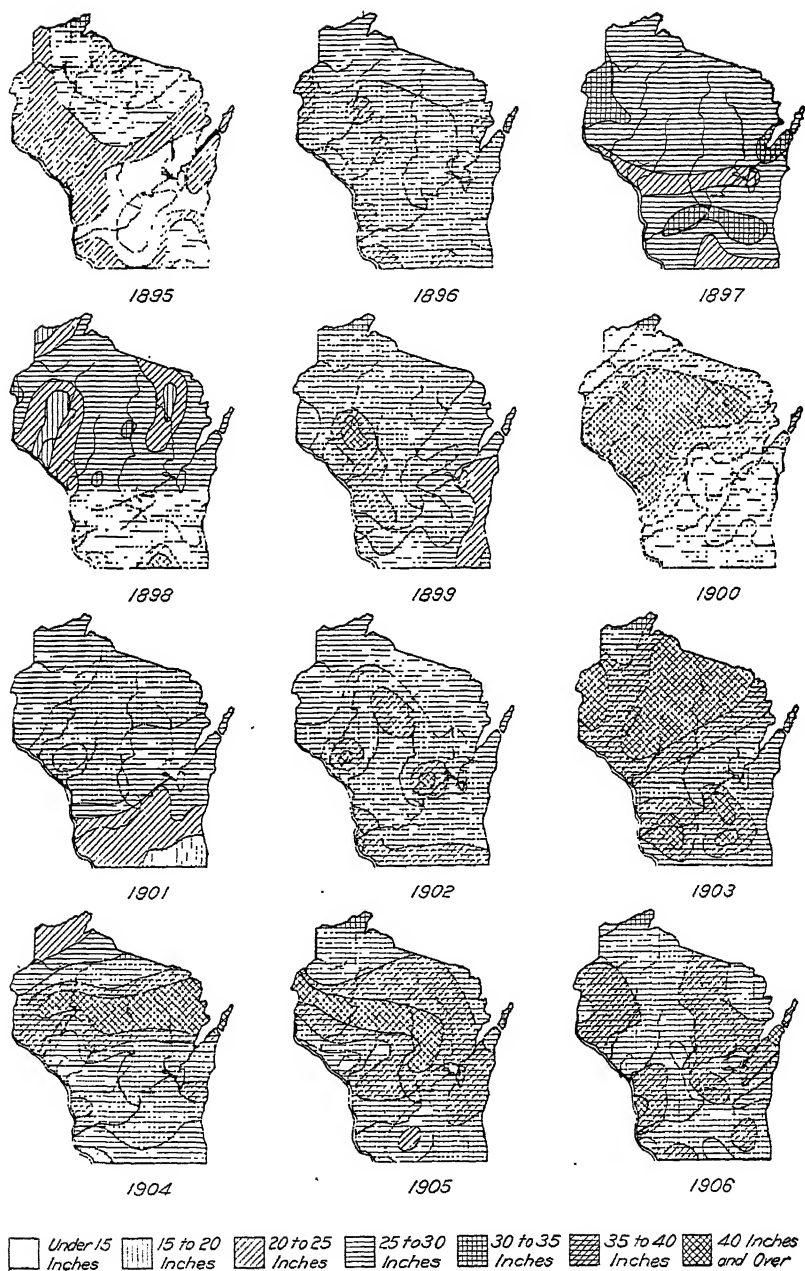 1895
1896
1897
1898
1899
1900
1901
1902
1903
1904
1905
1906
Under 15 Inches
15 to 20 Inches
20 to 25 Inches
25 to 30 Inches
30 to 35 Inches
35 to 40 Inches
40 Inches and Over